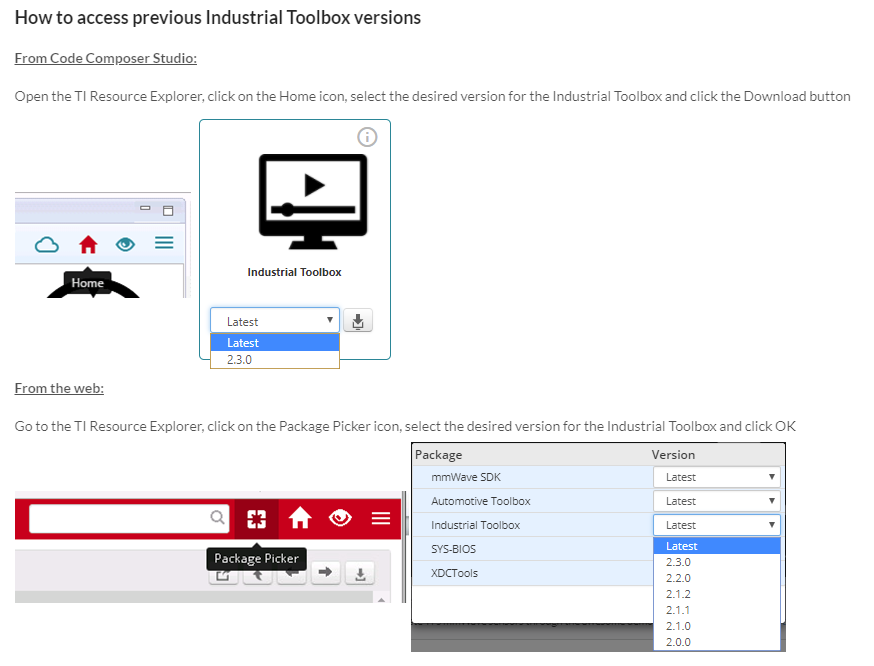 How to access previous Industrial Toolbox versions
From Code Composer Studio:
Open the TI Resource Explorer, click on the Home icon, select the desired version for the Industrial Toolbox and click the Download button
Home
Industrial Toolbox
Latest
Latest
2.3.0
From the web:
Go to the TI Resource Explorer, click on the Package Picker icon, select the desired version for the Industrial Toolbox and click OK
Package Picker
Package Version
mmWave SDK Latest
Automotive Toolbox Latest
Industrial Toolbox Latest
SYS-BIOS Latest
XDCTools 2.3.0
2.2.0
2.1.2
2.1.1
2.1.0
2.0.0